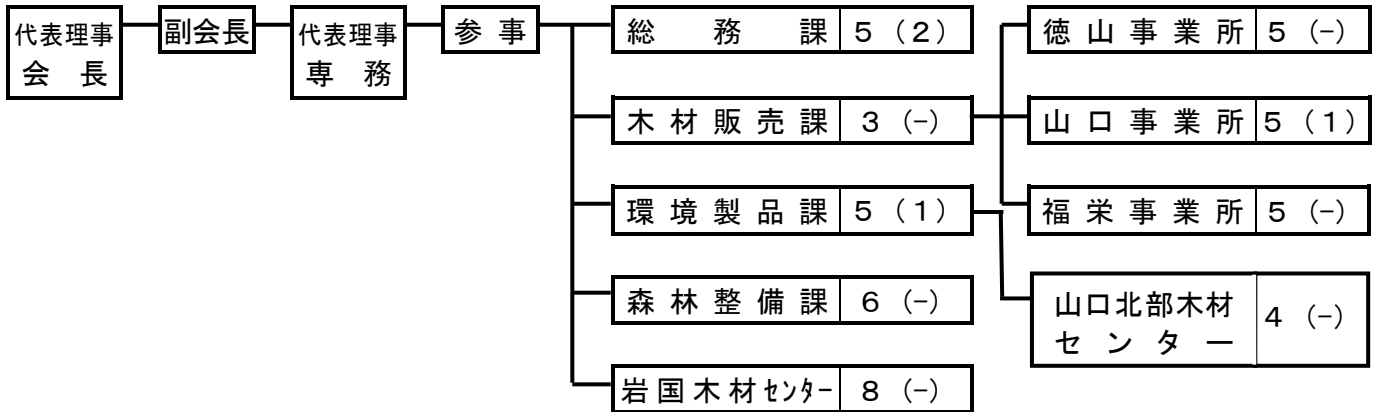 代表理事
会長
副会長
代表理事
専務
参事
総務課 5 (2)
木材販売課 3 (-)
環境製品課 5 (1)
森林整備課 6 (-)
岩国木材センター 8 (-)
徳山事業所 5 (-)
山口事業所 5 (1)
福栄事業所 5 (-)
山口北部木材
センター
4 (-)